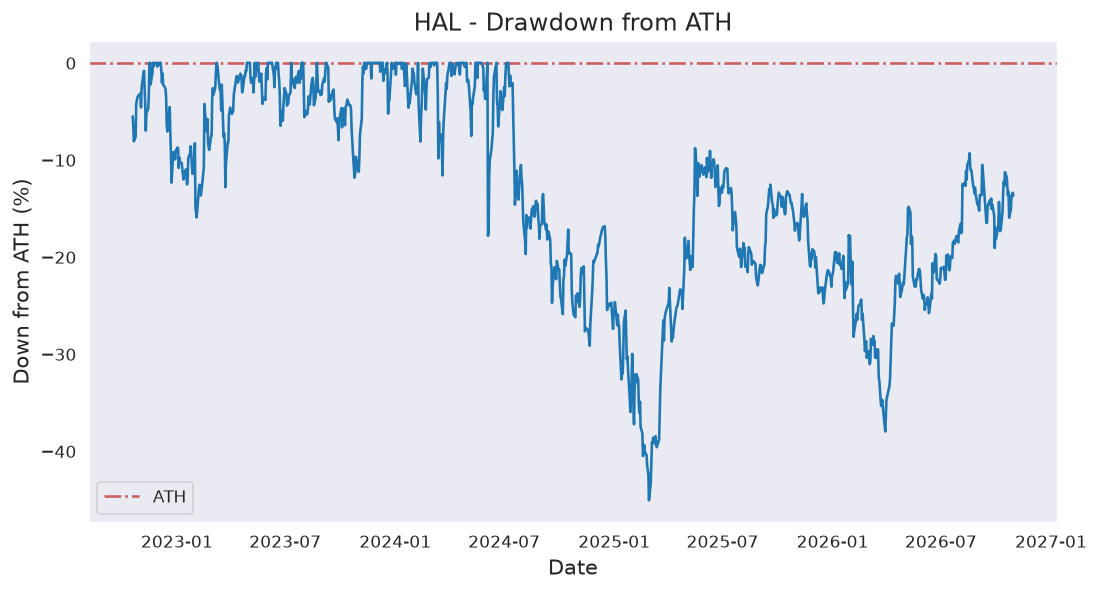 HAL - Drawdown from ATH
Down from ATH (%)
0
−10
−20
−30
−40
ATH
2023-01 2023-07 2024-01 2024-07 2025-01 2025-07 2026-01 2026-07 2027-01
Date